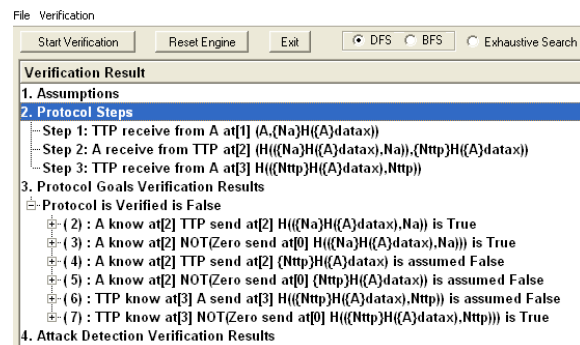 File Verification
Start Verification Reset Engine Exit DFS BFS Exhaustive Search
Verification Result
1. Assumptions
2. Protocol Steps
Step 1: TTP receive from A at[1] (A,{Na}H({A}datax))
Step 2: A receive from TTP at[2] (H(({Na}H({A}datax),Na)),{Nttp}H({A}datax))
Step 3: TTP receive from A at[3] H(({Nttp}H({A}datax),Nttp))
3. Protocol Goals Verification Results
Protocol is Verified is False
( 2) : A know at[2] TTP send at[2] H(({Na}H({A}datax),Na)) is True
( 3) : A know at[2] NOT(Zero send at[0] H(({Na}H({A}datax),Na))) is True
( 4) : A know at[2] TTP send at[2] {Nttp}H({A}datax) is assumed False
( 5) : A know at[2] NOT(Zero send at[0] {Nttp}H({A}datax)) is assumed False
( 6) : TTP know at[3] A send at[3] H(({Nttp}H({A}datax),Nttp)) is assumed False
( 7) : TTP know at[3] NOT(Zero send at[0] H(({Nttp}H({A}datax),Nttp))) is True
4. Attack Detection Verification Results